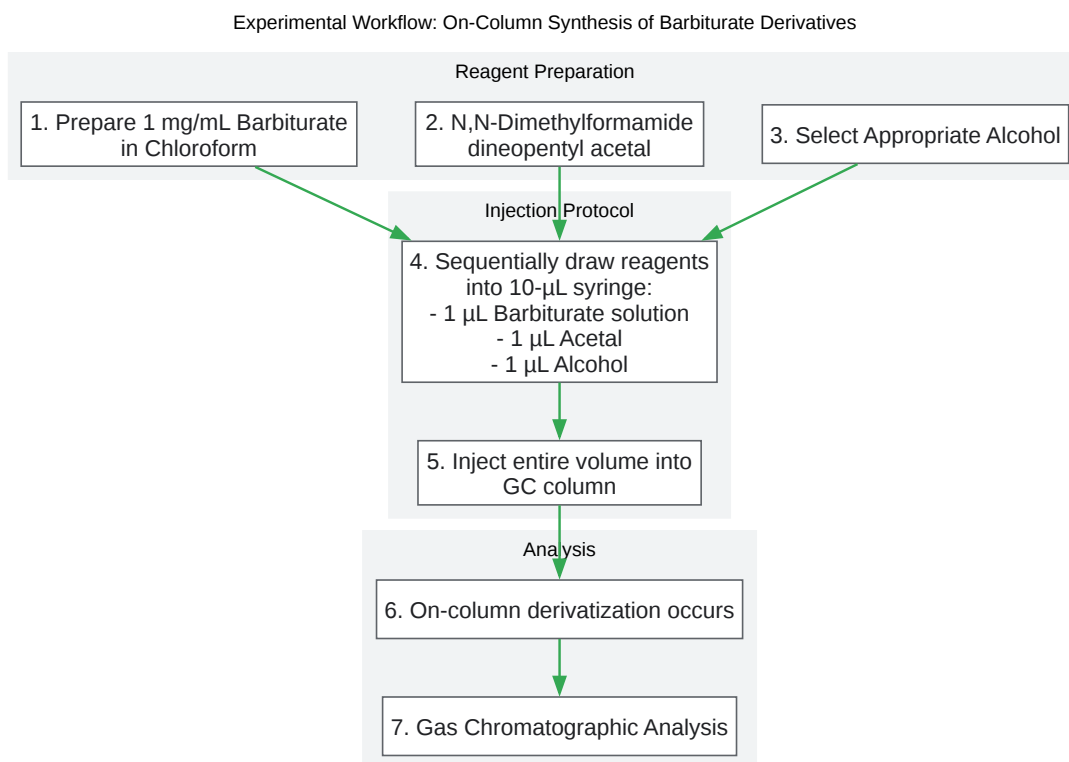 Experimental Workflow: On-Column Synthesis of Barbiturate Derivatives
Reagent Preparation
1. Prepare 1 mg/mL Barbiturate
in Chloroform
2. N,N-Dimethylformamide
dineopentyl acetal
3. Select Appropriate Alcohol
Injection Protocol
4. Sequentially draw reagents
into 10-µL syringe:
- 1 µL Barbiturate solution
- 1 µL Acetal
- 1 µL Alcohol
5. Inject entire volume into
GC column
Analysis
6. On-column derivatization occurs
7. Gas Chromatographic Analysis